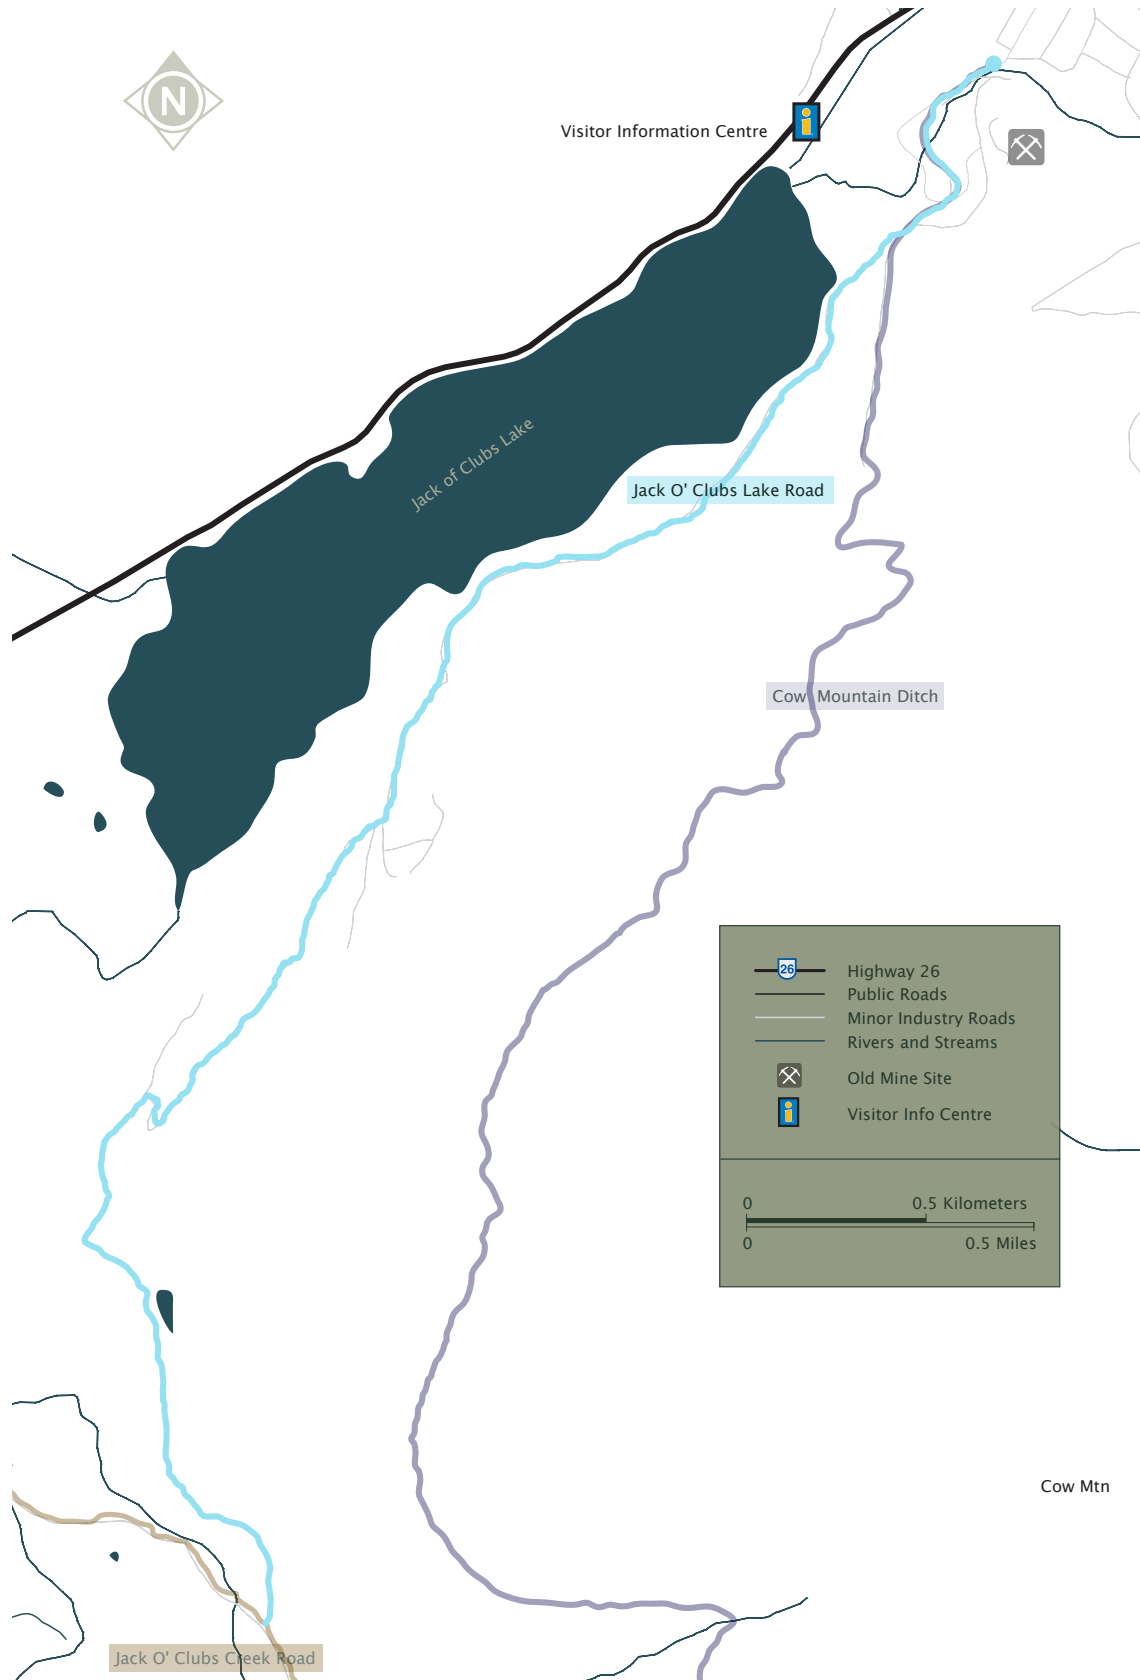 N
Visitor Information Centre
Jack of Clubs Lake
Jack O' Clubs Lake Road
Cow Mountain Ditch
26
Highway 26
Public Roads
Minor Industry Roads
Rivers and Streams
Old Mine Site
Visitor Info Centre
0 0.5 Kilometers
0 0.5 Miles
Cow Mtn
Jack O' Clubs Creek Road